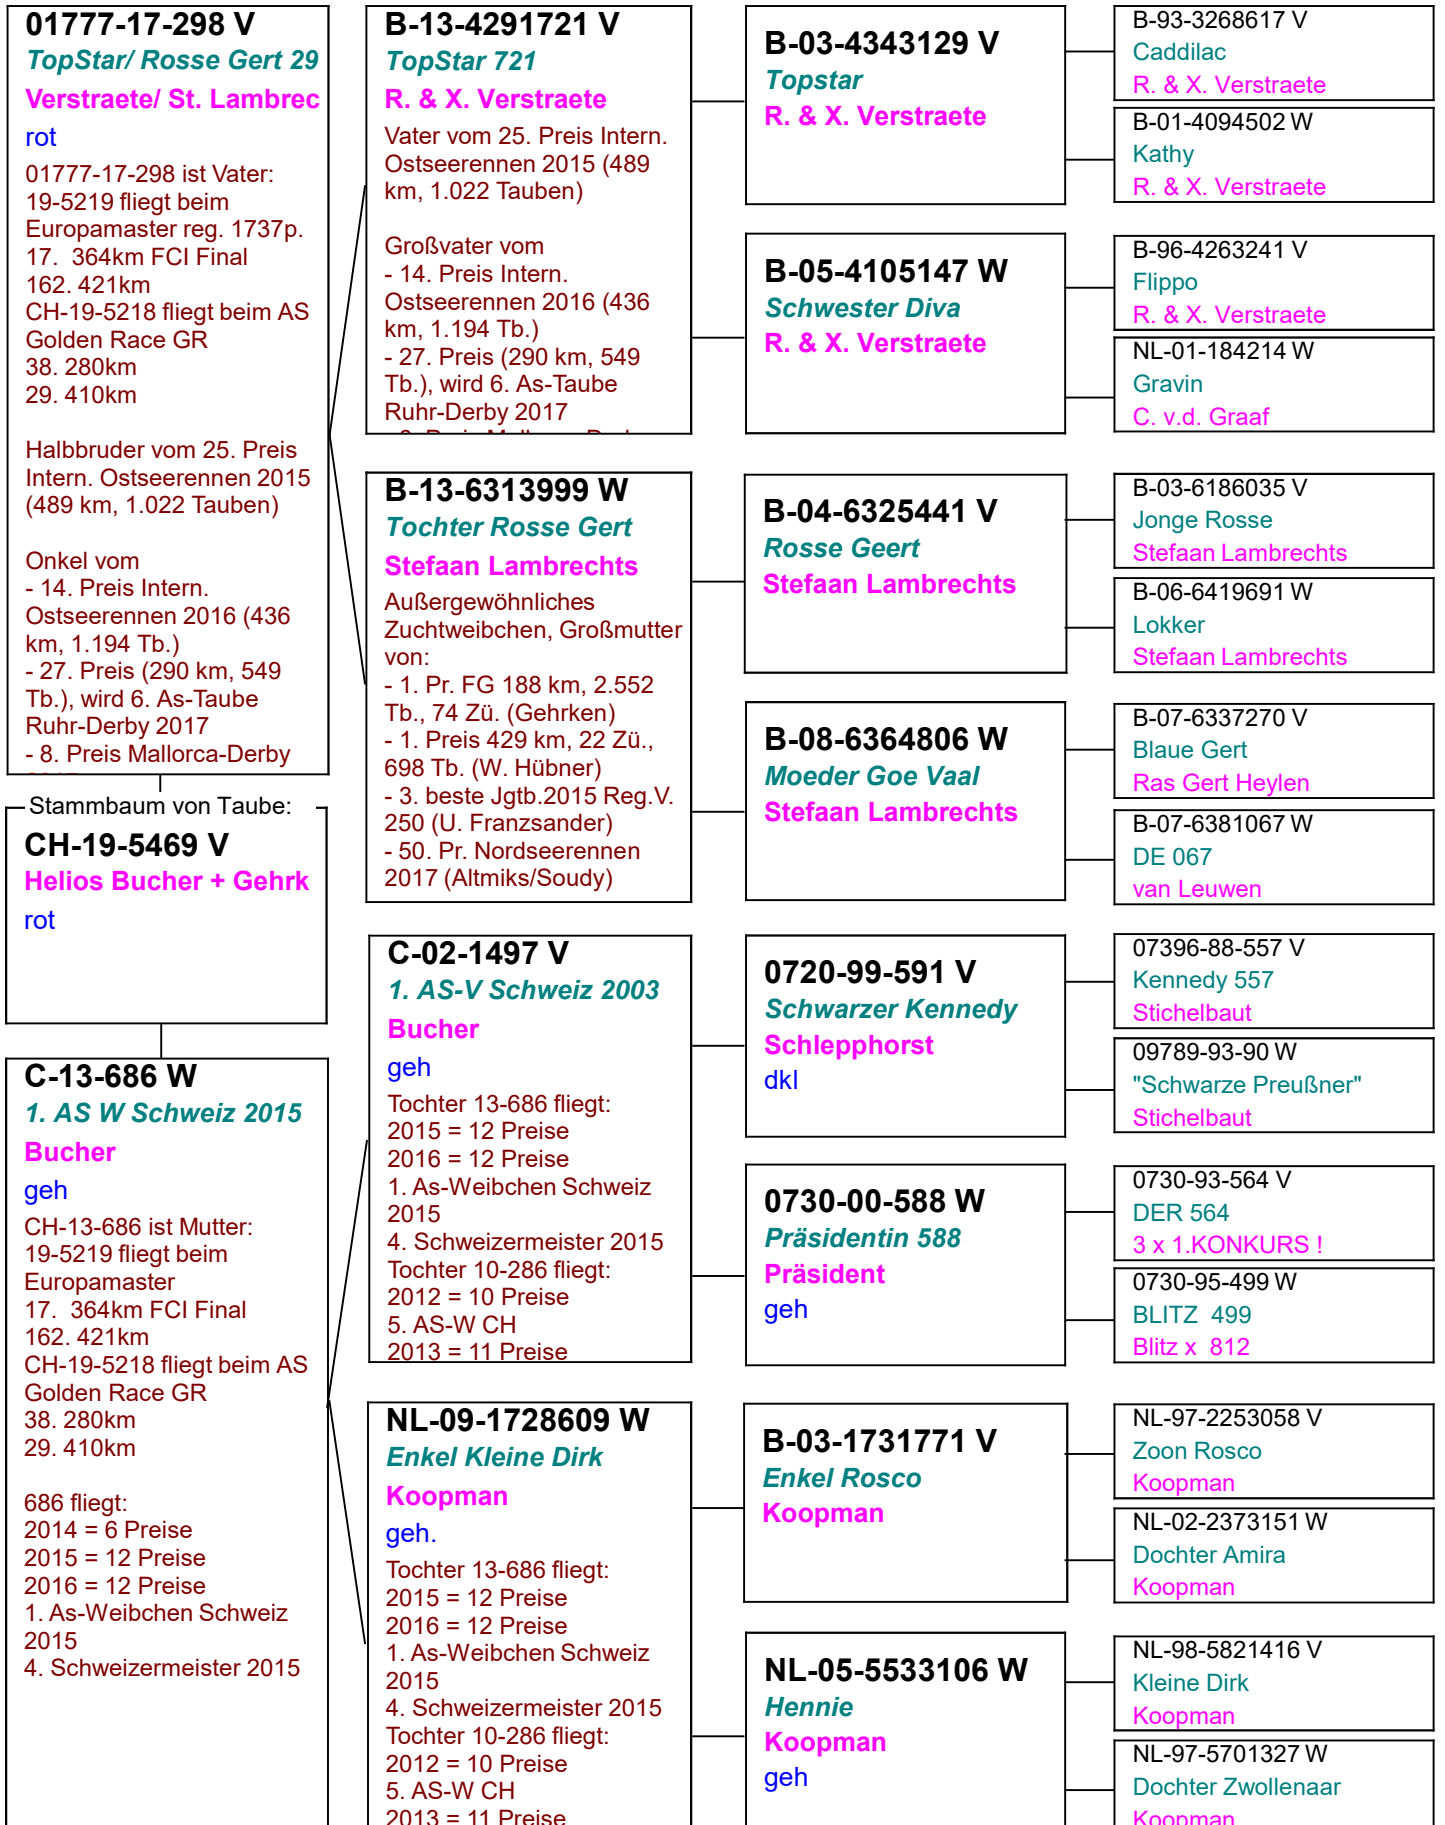 01777-17-298 V
TopStar/ Rosse Gert 29
Verstraete/ St. Lambrec
rot
01777-17-298 ist Vater:
19-5219 fliegt beim
Europamaster reg. 1737p.
17.  364km FCI Final
162. 421km
CH-19-5218 fliegt beim AS
Golden Race GR
38. 280km
29. 410km
Halbbruder vom 25. Preis
Intern. Ostseerennen 2015
(489 km, 1.022 Tauben)
Onkel vom
- 14. Preis Intern.
Ostseerennen 2016 (436
km, 1.194 Tb.)
- 27. Preis (290 km, 549
Tb.), wird 6. As-Taube
Ruhr-Derby 2017
- 8. Preis Mallorca-Derby
Stammbaum von Taube:
CH-19-5469 V
Helios Bucher + Gehrk
rot
C-13-686 W
1. AS W Schweiz 2015
Bucher
geh
CH-13-686 ist Mutter:
19-5219 fliegt beim
Europamaster
17.  364km FCI Final
162. 421km
CH-19-5218 fliegt beim AS
Golden Race GR
38. 280km
29. 410km
686 fliegt:
2014 = 6 Preise
2015 = 12 Preise
2016 = 12 Preise
1. As-Weibchen Schweiz
2015
4. Schweizermeister 2015
B-13-4291721 V
TopStar 721
R. & X. Verstraete
Vater vom 25. Preis Intern.
Ostseerennen 2015 (489
km, 1.022 Tauben)
Großvater vom
- 14. Preis Intern.
Ostseerennen 2016 (436
km, 1.194 Tb.)
- 27. Preis (290 km, 549
Tb.), wird 6. As-Taube
Ruhr-Derby 2017
B-13-6313999 W
Tochter Rosse Gert
Stefaan Lambrechts
Außergewöhnliches
Zuchtweibchen, Großmutter
von:
- 1. Pr. FG 188 km, 2.552
Tb., 74 Zü. (Gehrken)
- 1. Preis 429 km, 22 Zü.,
698 Tb. (W. Hübner)
- 3. beste Jgtb.2015 Reg.V.
250 (U. Franzsander)
- 50. Pr. Nordseerennen
2017 (Altmiks/Soudy)
C-02-1497 V
1. AS-V Schweiz 2003
Bucher
geh
Tochter 13-686 fliegt:
2015 = 12 Preise
2016 = 12 Preise
1. As-Weibchen Schweiz
2015
4. Schweizermeister 2015
Tochter 10-286 fliegt:
2012 = 10 Preise
5. AS-W CH
2013 = 11 Preise
NL-09-1728609 W
Enkel Kleine Dirk
Koopman
geh.
Tochter 13-686 fliegt:
2015 = 12 Preise
2016 = 12 Preise
1. As-Weibchen Schweiz
2015
4. Schweizermeister 2015
Tochter 10-286 fliegt:
2012 = 10 Preise
5. AS-W CH
2013 = 11 Preise
B-03-4343129 V
Topstar
R. & X. Verstraete
B-05-4105147 W
Schwester Diva
R. & X. Verstraete
B-04-6325441 V
Rosse Geert
Stefaan Lambrechts
B-08-6364806 W
Moeder Goe Vaal
Stefaan Lambrechts
0720-99-591 V
Schwarzer Kennedy
Schlepphorst
dkl
0730-00-588 W
Präsidentin 588
Präsident
geh
B-03-1731771 V
Enkel Rosco
Koopman
NL-05-5533106 W
Hennie
Koopman
geh
B-93-3268617 V
Caddilac
R. & X. Verstraete
B-01-4094502 W
Kathy
R. & X. Verstraete
B-96-4263241 V
Flippo
R. & X. Verstraete
NL-01-184214 W
Gravin
C. v.d. Graaf
B-03-6186035 V
Jonge Rosse
Stefaan Lambrechts
B-06-6419691 W
Lokker
Stefaan Lambrechts
B-07-6337270 V
Blaue Gert
Ras Gert Heylen
B-07-6381067 W
DE 067
van Leuwen
07396-88-557 V
Kennedy 557
Stichelbaut
09789-93-90 W
"Schwarze Preußner"
Stichelbaut
0730-93-564 V
DER 564
3 x 1.KONKURS !
0730-95-499 W
BLITZ  499
Blitz x  812
NL-97-2253058 V
Zoon Rosco
Koopman
NL-02-2373151 W
Dochter Amira
Koopman
NL-98-5821416 V
Kleine Dirk
Koopman
NL-97-5701327 W
Dochter Zwollenaar
Koopman